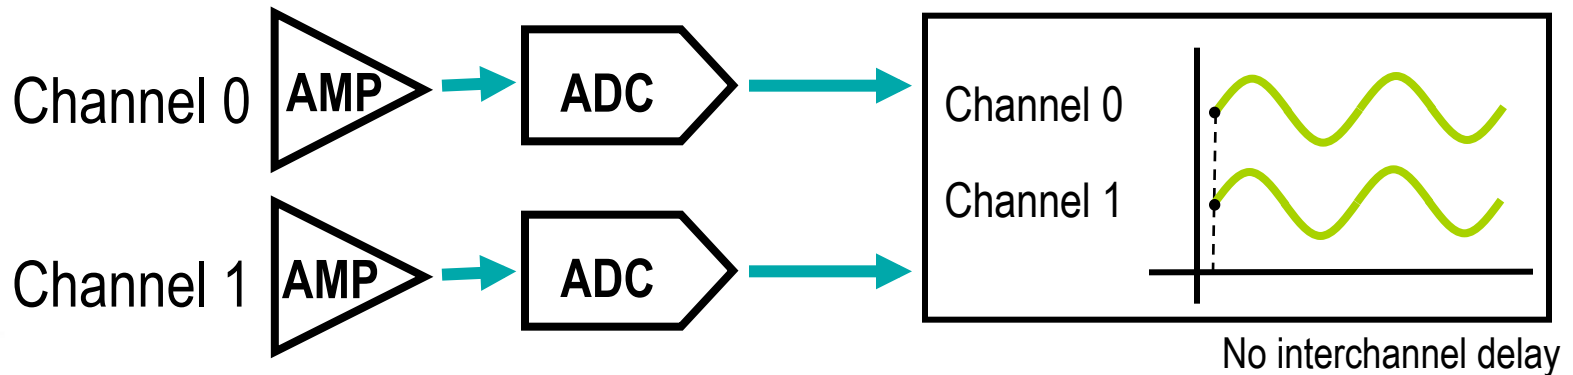 Channel 0
AMP
ADC
Channel 1
AMP
ADC
Channel 0
Channel 1
No interchannel delay